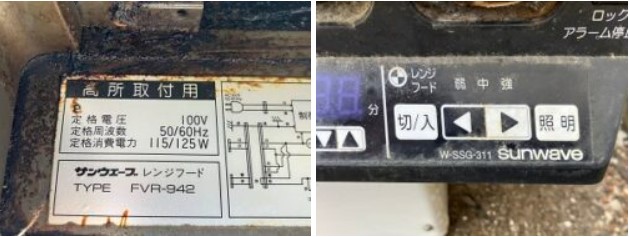 高所取付用
定格電圧 100V
定格周波数 50/60Hz
定格消費電力 115/125W
サンウエーブ レンジフード
TYPE FVR-942
ロック
アラーム停止
レンジ
フード
弱 中 強
分
切/入
照明
W-SSG-311 sunwave